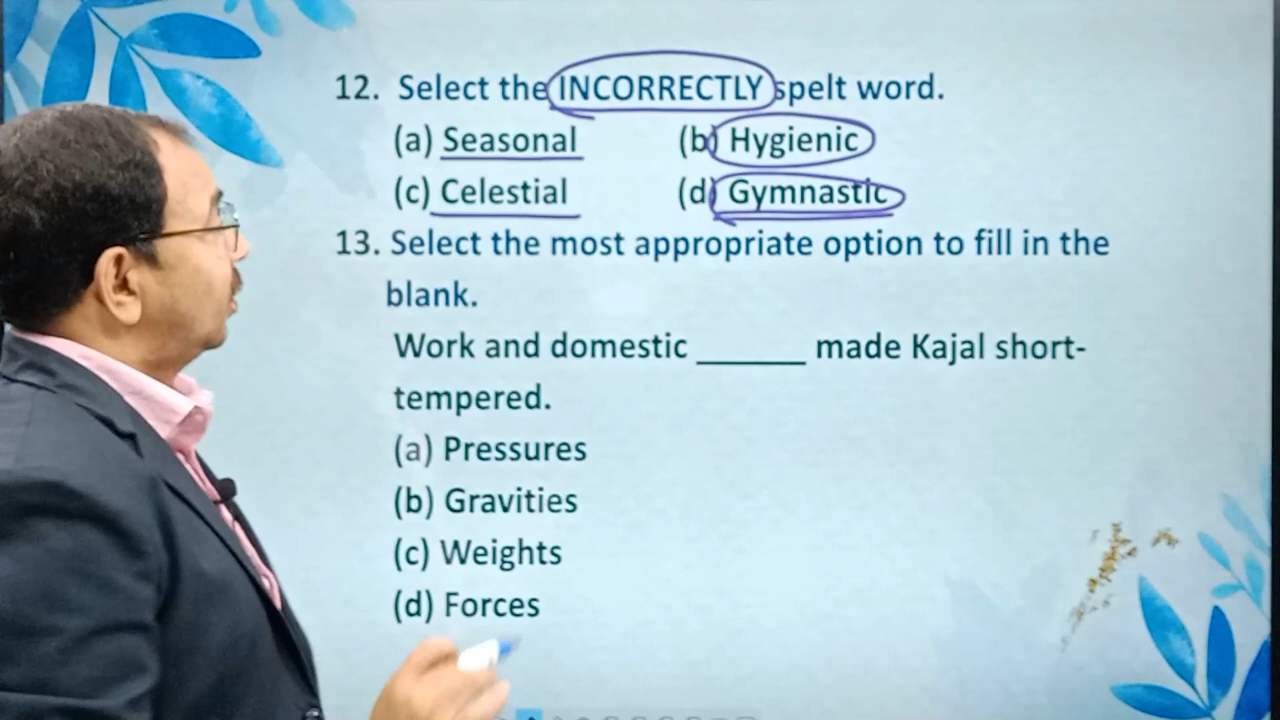 12. Select the INCORRECTLY spelt word.
(a) Seasonal (b) Hygienic
(c) Celestial (d) Gymnastic
13. Select the most appropriate option to fill in the
blank.
Work and domestic ______ made Kajal short-
tempered.
(a) Pressures
(b) Gravities
(c) Weights
(d) Forces